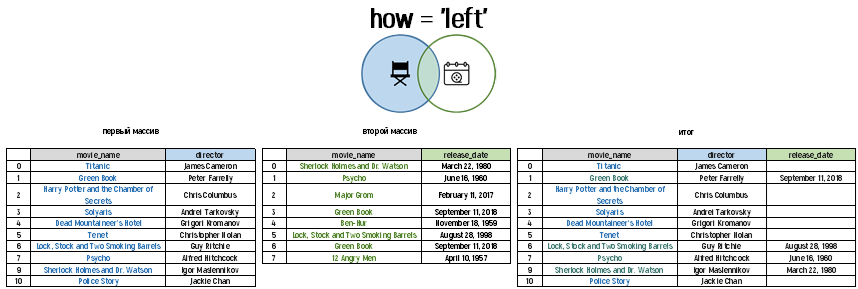 how = 'left'
первый массив
второй массив
итог
movie_name director
0 Titanic James Cameron
1 Green Book Peter Farrelly
2 Harry Potter and the Chamber of Secrets Chris Columbus
3 Solyaris Andrei Tarkovsky
4 Dead Mountaineer's Hotel Grigori Kromanov
5 Tenet Christopher Nolan
6 Lock, Stock and Two Smoking Barrels Guy Ritchie
7 Psycho Alfred Hitchcock
9 Sherlock Holmes and Dr. Watson Igor Maslennikov
10 Police Story Jackie Chan
movie_name release_date
0 Sherlock Holmes and Dr. Watson March 22, 1980
1 Psycho June 16, 1960
2 Major Grom February 11, 2017
3 Green Book September 11, 2018
4 Ben-Hur November 18, 1959
5 Lock, Stock and Two Smoking Barrels August 28, 1998
6 Green Book September 11, 2018
7 12 Angry Men April 10, 1957
movie_name director release_date
0 Titanic James Cameron
1 Green Book Peter Farrelly September 11, 2018
2 Harry Potter and the Chamber of Secrets Chris Columbus
3 Solyaris Andrei Tarkovsky
4 Dead Mountaineer's Hotel Grigori Kromanov
5 Tenet Christopher Nolan
6 Lock, Stock and Two Smoking Barrels Guy Ritchie August 28, 1998
7 Psycho Alfred Hitchcock June 16, 1960
9 Sherlock Holmes and Dr. Watson Igor Maslennikov March 22, 1980
10 Police Story Jackie Chan